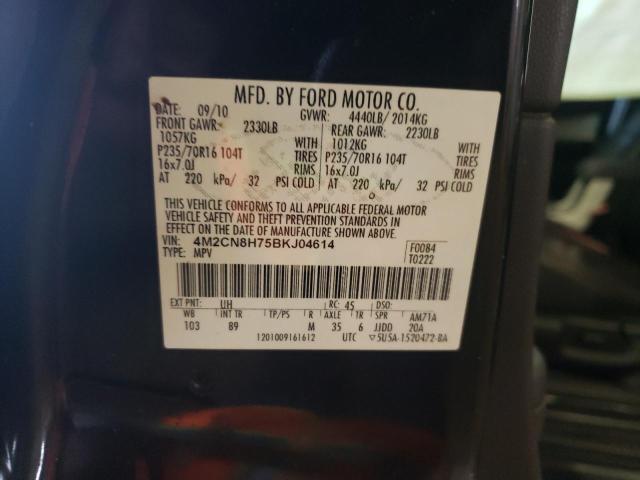 MFD. BY FORD MOTOR CO.
DATE: 09/10 GVWR: 4440LB/ 2014KG
FRONT GAWR: 2330LB REAR GAWR: 2230LB
1057KG WITH 1012KG WITH
P235/70R16 104T TIRES P235/70R16 104T TIRES
16x7.0J RIMS 16x7.0J RIMS
AT 220 kPa/ 32 PSI COLD AT 220 kPa/ 32 PSI COLD
THIS VEHICLE CONFORMS TO ALL APPLICABLE FEDERAL MOTOR
VEHICLE SAFETY AND THEFT PREVENTION STANDARDS IN
EFFECT ON THE DATE OF MANUFACTURE SHOWN ABOVE.
VIN: 4M2CN8H75BKJ04614 F0084
TYPE: MPV T0222
EXT PNT: UH RC: 45 DSO:
WB INT TR TP/PS R AXLE TR SPR AM71A
103 89 M 35 6 JJDD 20A
1201009161612 UTC ▽5U5A-1520472-BA